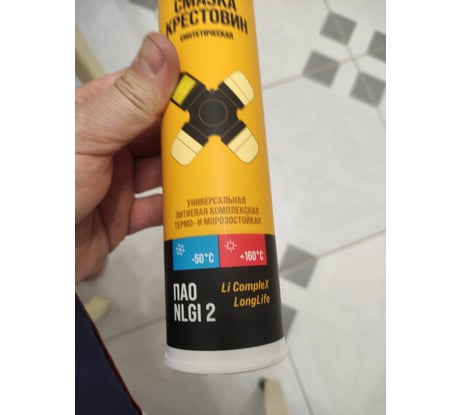 СМАЗКА
КРЕСТОВИН
СИНТЕТИЧЕСКАЯ
УНИВЕРСАЛЬНАЯ
ЛИТИЕВАЯ КОМПЛЕКСНАЯ
ТЕРМО- И МОРОЗОСТОЙКАЯ
-50°C
+160°C
ПАО
NLGI 2
Li CompleX
LongLife